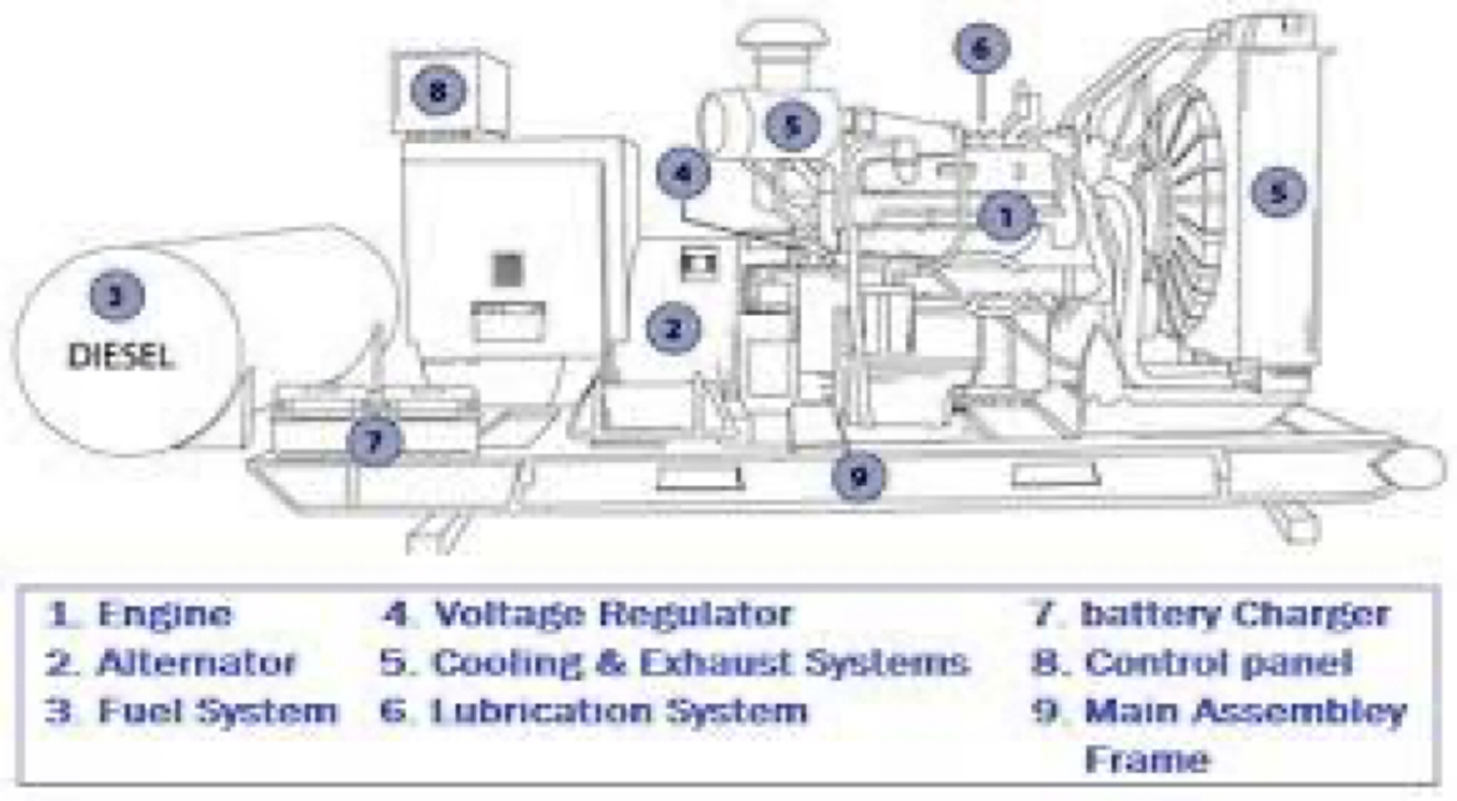 8
6
5
4
1
5
3
2
DIESEL
7
9
1. Engine
2. Alternator
3. Fuel System
4. Voltage Regulator
5. Cooling & Exhaust Systems
6. Lubrication System
7. battery Charger
8. Control panel
9. Main Assembley
Frame